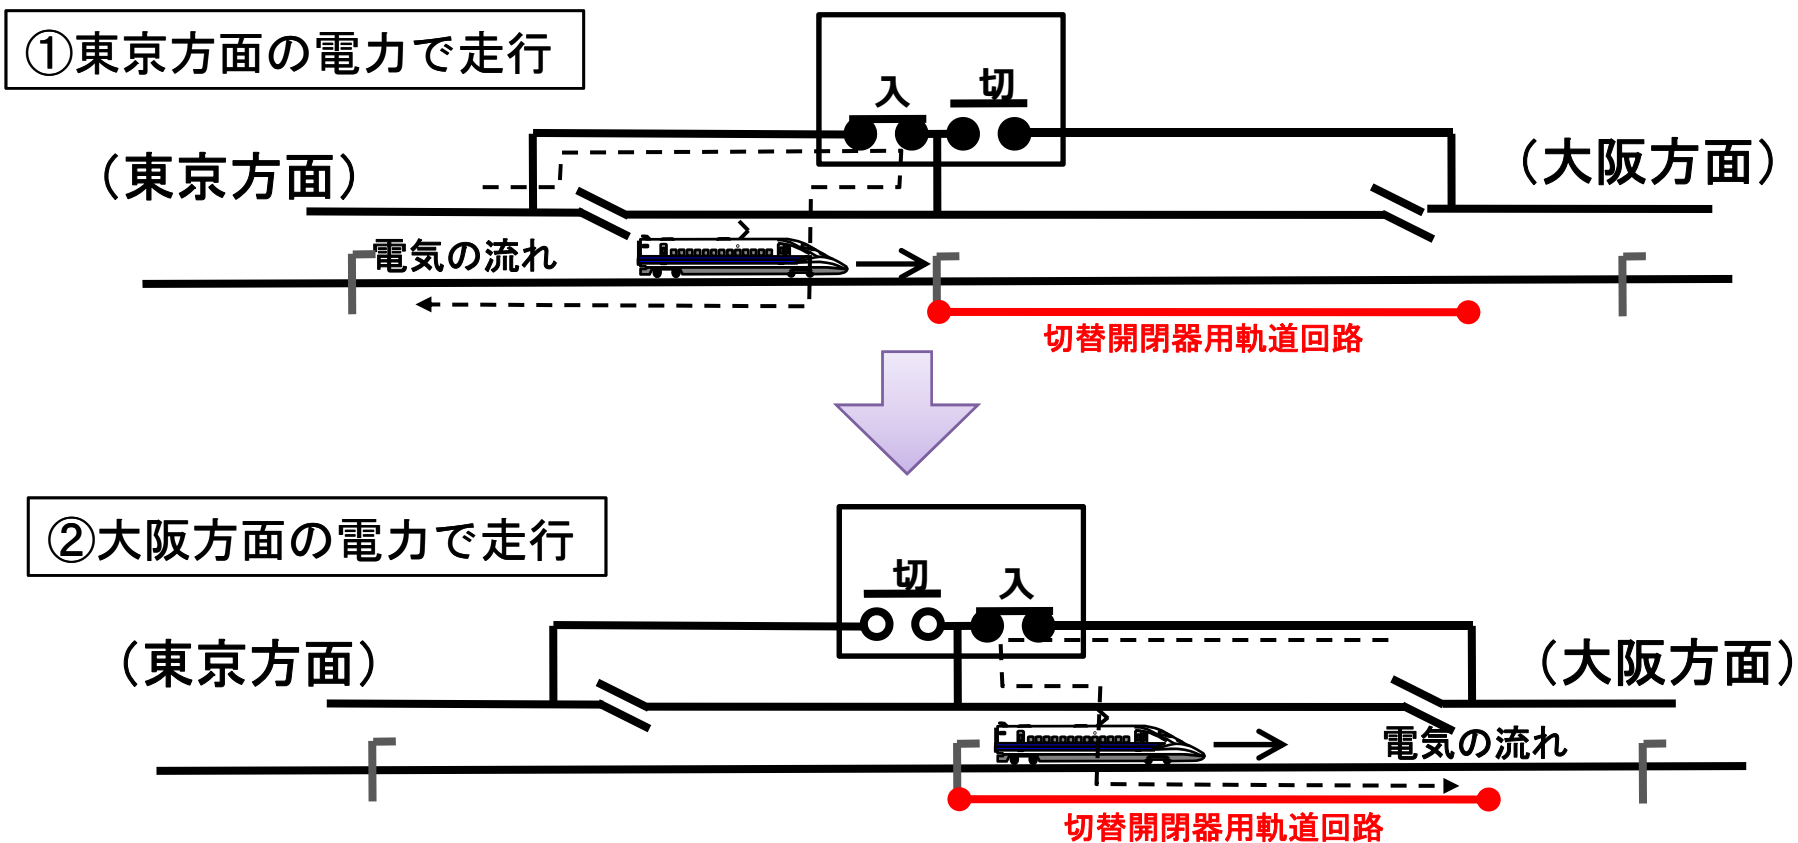 ①東京方面の電力で走行
入
切
（東京方面）
（大阪方面）
電気の流れ
切替開閉器用軌道回路
②大阪方面の電力で走行
切
入
（東京方面）
（大阪方面）
電気の流れ
切替開閉器用軌道回路